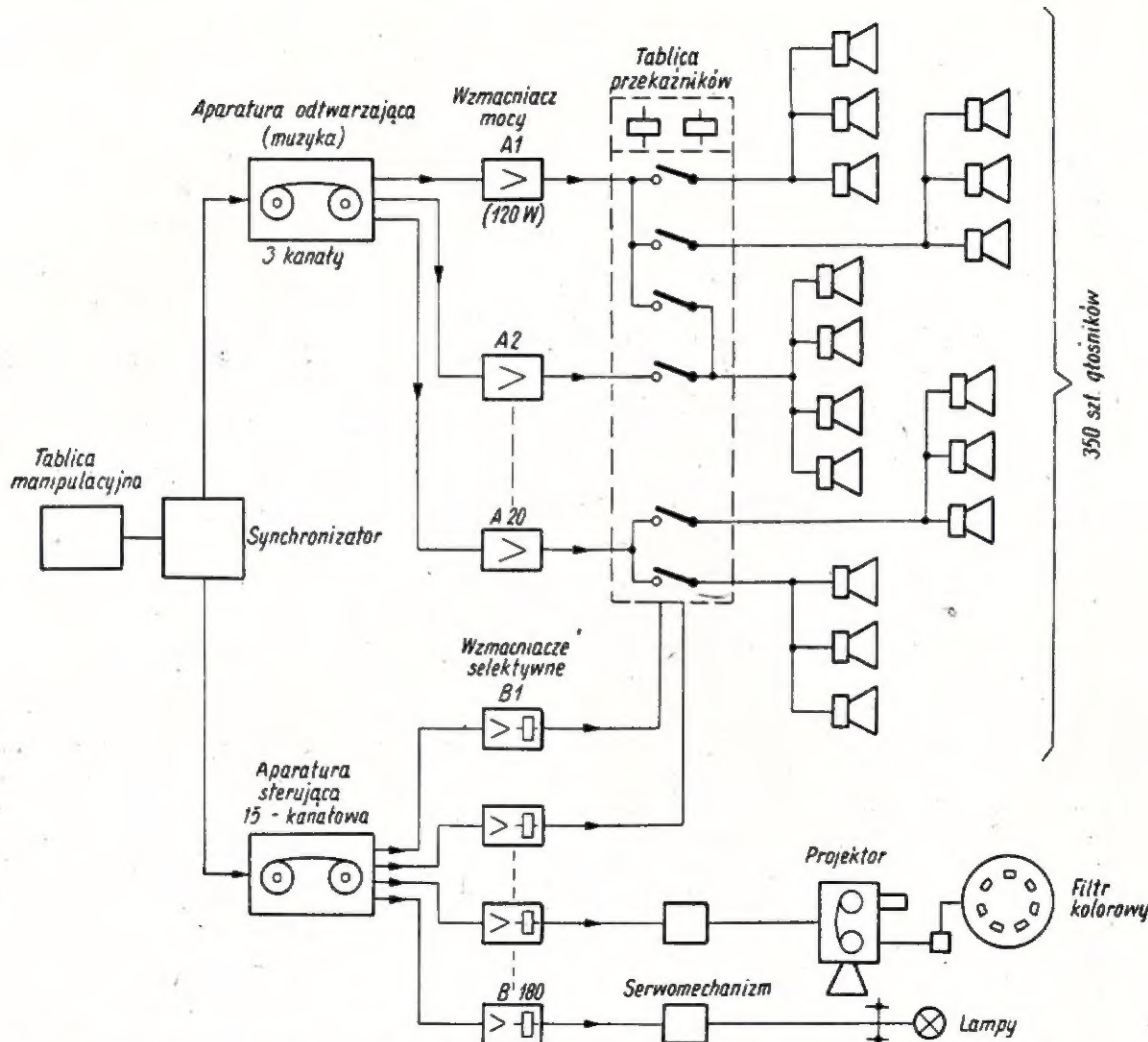 Tablica
przekaźników
Wzmacniacz
mocy
A1
(120 W)
Aparatura odtwarzająca
(muzyka)
3 kanały
A2
A 20
Tablica
manipulacyjna
Synchronizator
350 szt. głośników
Wzmacniacze
selektywne
B1
Aparatura
sterująca
15 - kanałowa
Projektor
Filtr
kolorowy
B 180
Serwomechanizm
Lampy